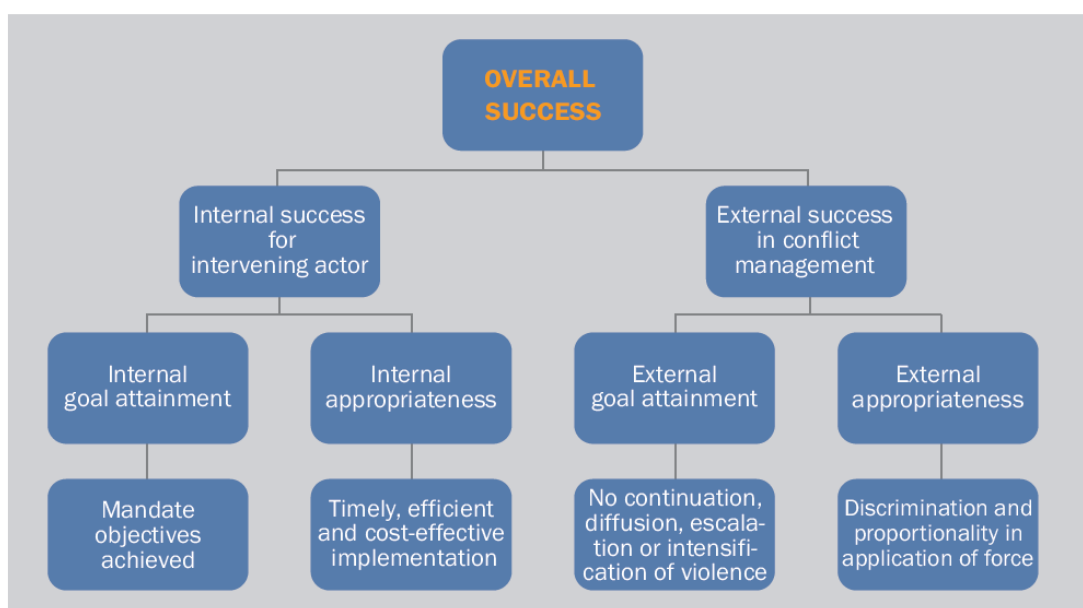 OVERALL
SUCCESS
Internal success
for
intervening actor
External success
in conflict
management
Internal
goal attainment
Internal
appropriateness
External
goal attainment
External
appropriateness
Mandate
objectives
achieved
Timely, efficient
and cost-effective
implementation
No continuation,
diffusion, escala-
tion or intensifi-
cation of violence
Discrimination and
proportionality in
application of force